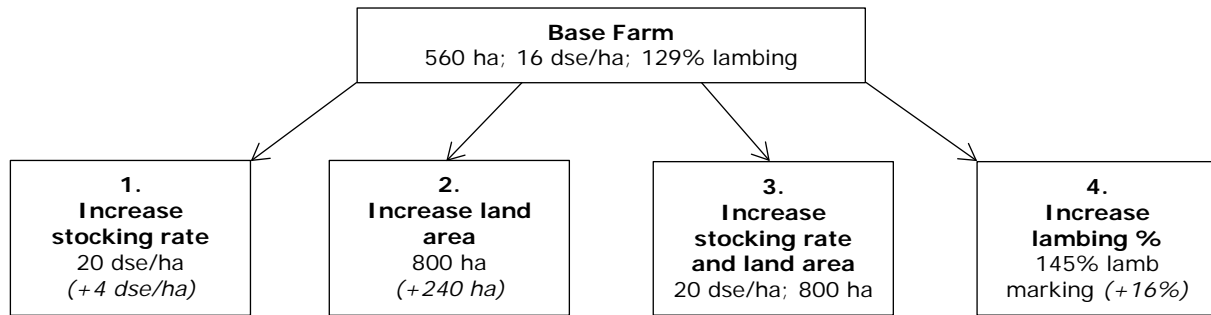 Base Farm
560 ha; 16 dse/ha; 129% lambing
1.
Increase
stocking rate
20 dse/ha
(+4 dse/ha)
2.
Increase land
area
800 ha
(+240 ha)
3.
Increase
stocking rate
and land area
20 dse/ha; 800 ha
4.
Increase
lambing %
145% lamb
marking (+16%)